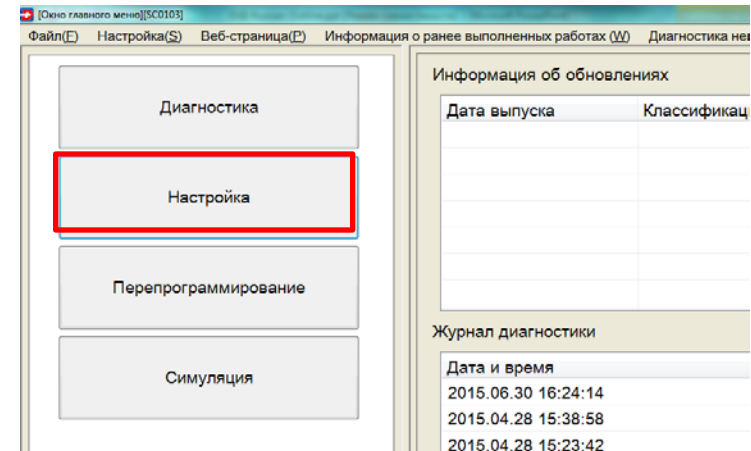 [Окно главного меню][SC0103]
Файл(F) Настройка(S) Веб-страница(P) Информация о ранее выполненных работах (W) Диагностика
Диагностика
Настройка
Перепрограммирование
Симуляция
Информация об обновлениях
Дата выпуска
Журнал диагностики
Дата и время
2015.06.30 16:24:14
2015.04.28 15:38:58
2015.04.28 15:23:42